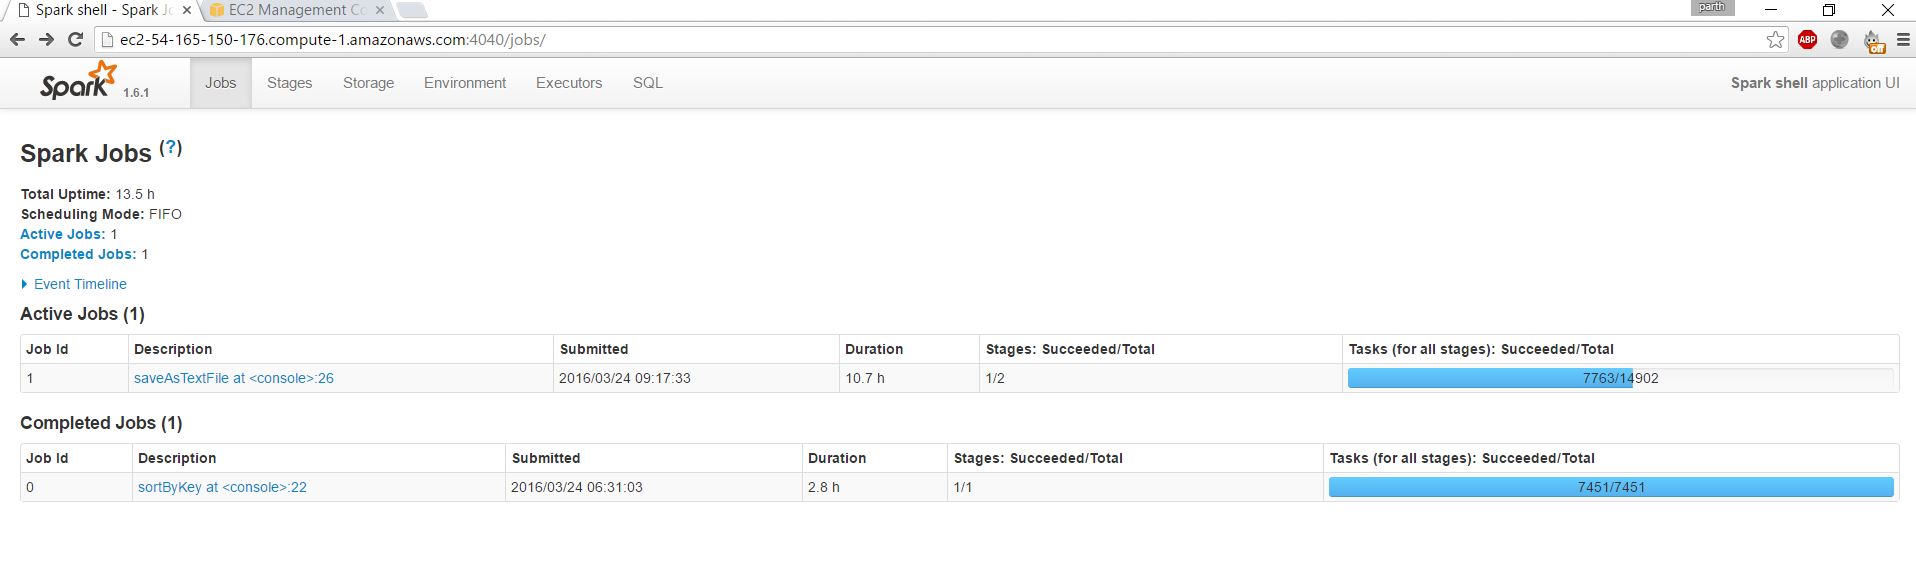 Spark shell - Spark Jo
EC2 Management Co
parth
ec2-54-165-150-176.compute-1.amazonaws.com:4040/jobs/
ABP
off
Spark 1.6.1
Jobs
Stages
Storage
Environment
Executors
SQL
Spark shell application UI
Spark Jobs (?)
Total Uptime: 13.5 h
Scheduling Mode: FIFO
Active Jobs: 1
Completed Jobs: 1
Event Timeline
Active Jobs (1)
Job Id Description Submitted Duration Stages: Succeeded/Total Tasks (for all stages): Succeeded/Total
1 saveAsTextFile at <console>:26 2016/03/24 09:17:33 10.7 h 1/2 7763/14902
Completed Jobs (1)
Job Id Description Submitted Duration Stages: Succeeded/Total Tasks (for all stages): Succeeded/Total
0 sortByKey at <console>:22 2016/03/24 06:31:03 2.8 h 1/1 7451/7451